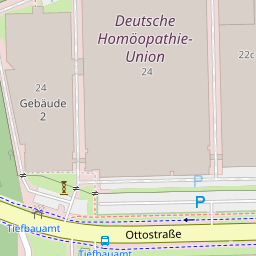 Deutsche
Homöopathie-
Union
24
22c
24
Gebäude
2
P
P
Ottostraße
Tiefbauamt
Tiefbauamt